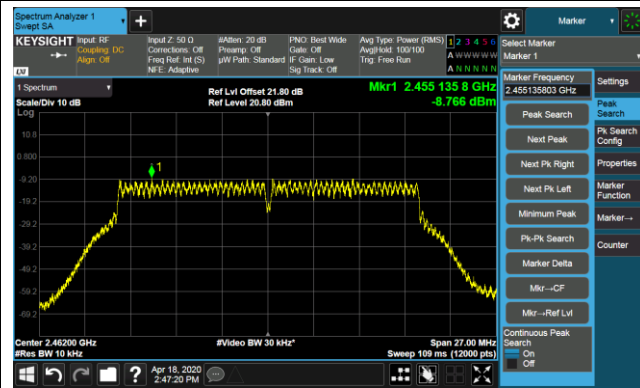 Spectrum Analyzer 1
Swept SA
Marker
KEYSIGHT
Input: RF
Coupling: DC
Align: Off
Input Z: 50 Ω
Corrections: Off
Freq Ref: Int (S)
NFE: Adaptive
#Atten: 20 dB
Preamp: Off
µW Path: Standard
PNO: Best Wide
Gate: Off
IF Gain: Low
Sig Track: Off
Avg Type: Power (RMS)
Avg|Hold: 100/100
Trig: Free Run
1 2 3 4 5 6
A W W W W W
A N N N N N
LXI
Select Marker
Marker 1
1 Spectrum
Scale/Div 10 dB
Log
Ref Lvl Offset 21.80 dB
Ref Level 20.80 dBm
Mkr1 2.455 135 8 GHz
-8.766 dBm
10.8
0.800
-9.20
-19.2
-29.2
-39.2
-49.2
-59.2
-69.2
1
Center 2.46200 GHz
#Res BW 10 kHz
#Video BW 30 kHz*
Span 27.00 MHz
Sweep 109 ms (12000 pts)
Marker Frequency
2.455135803 GHz
Peak Search
Next Peak
Next Pk Right
Next Pk Left
Minimum Peak
Pk-Pk Search
Marker Delta
Mkr→CF
Mkr→Ref Lvl
Continuous Peak
Search
On
Off
Settings
Peak
Search
Pk Search
Config
Properties
Marker
Function
Marker→
Counter
Apr 18, 2020
2:47:20 PM